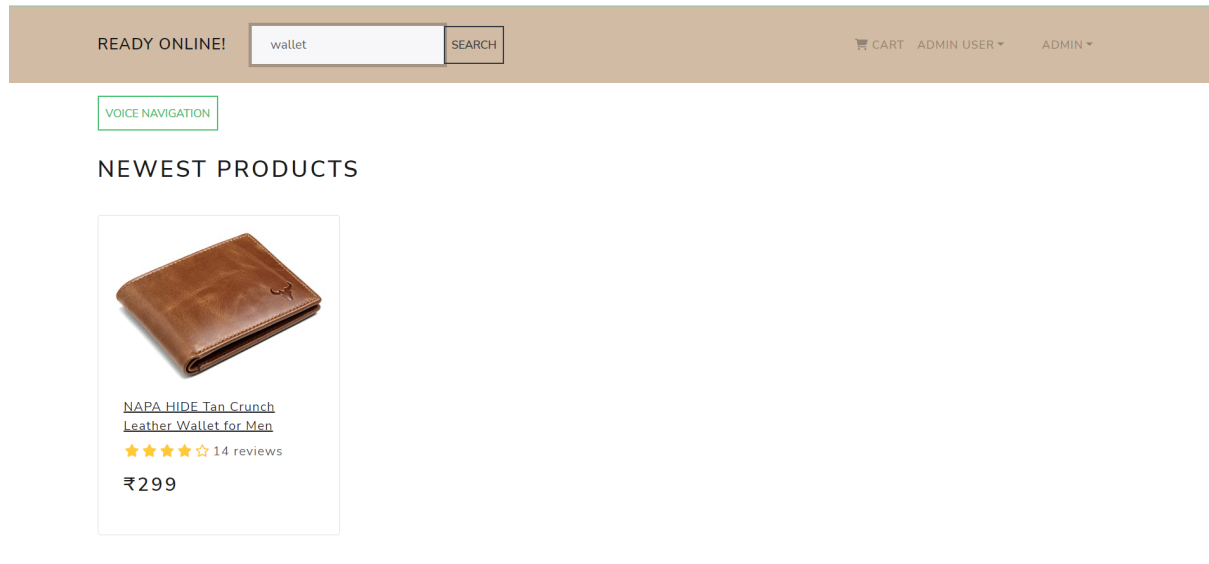 READY ONLINE! wallet SEARCH CART ADMIN USER ADMIN
VOICE NAVIGATION
NEWEST PRODUCTS
NAPA HIDE Tan Crunch
Leather Wallet for Men
14 reviews
₹299